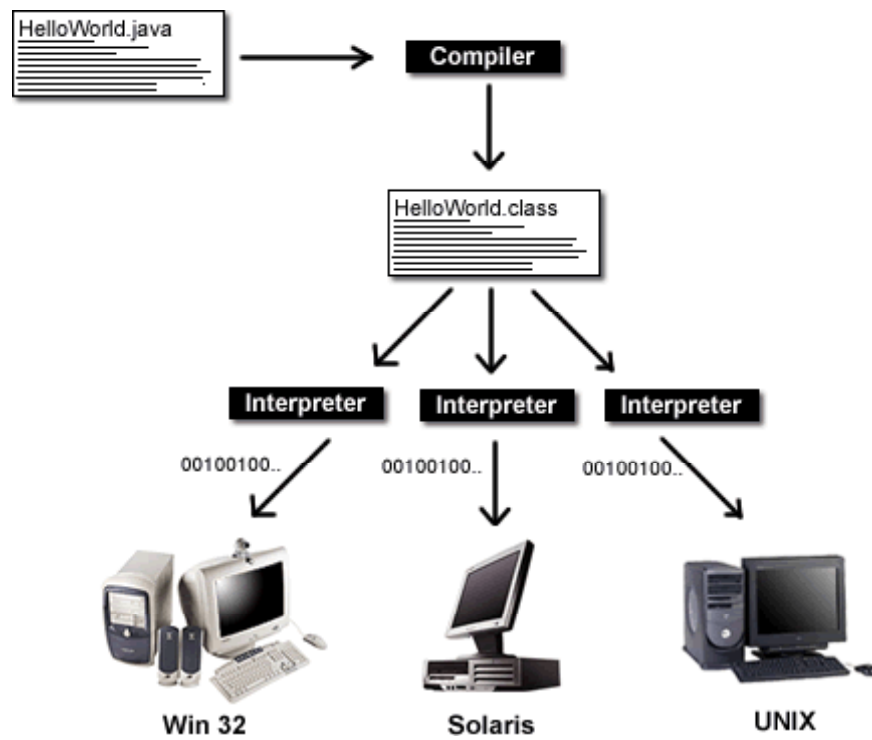 HelloWorld.java
Compiler
HelloWorld.class
Interpreter
Interpreter
Interpreter
00100100..
00100100..
00100100..
Win 32
Solaris
UNIX